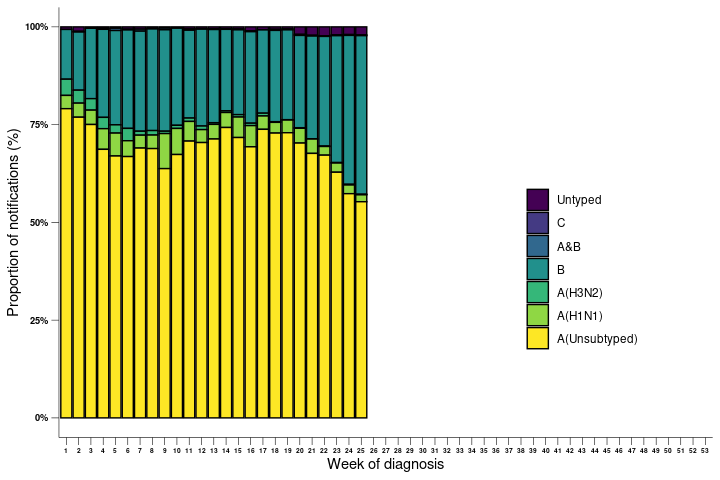 100%
75%
50%
25%
0%
Proportion of notifications (%)
Untyped
C
A&B
B
A(H3N2)
A(H1N1)
A(Unsubtyped)
1 2 3 4 5 6 7 8 9 10 11 12 13 14 15 16 17 18 19 20 21 22 23 24 25 26 27 28 29 30 31 32 33 34 35 36 37 38 39 40 41 42 43 44 45 46 47 48 49 50 51 52 53
Week of diagnosis